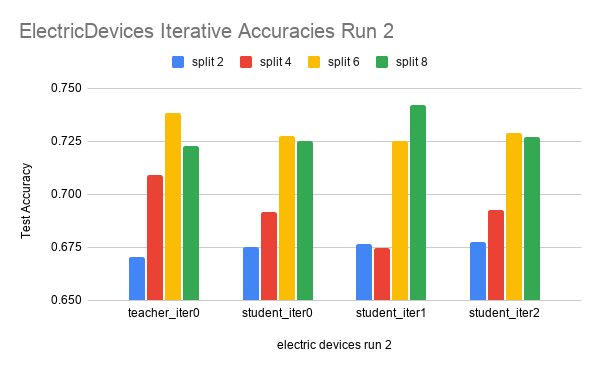 ElectricDevices Iterative Accuracies Run 2
split 2 split 4 split 6 split 8
0.750
0.725
0.700
0.675
0.650
Test Accuracy
teacher_iter0 student_iter0 student_iter1 student_iter2
electric devices run 2